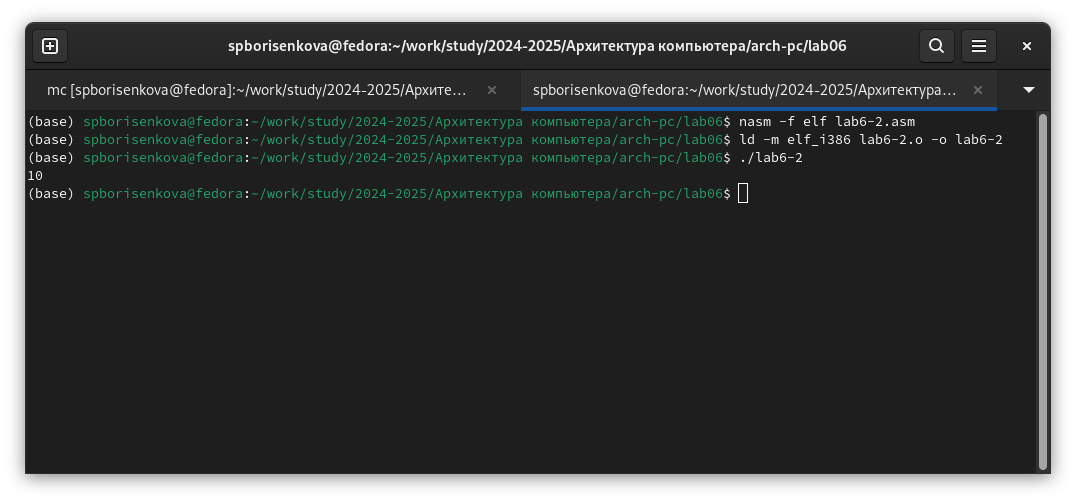 spborisenkova@fedora:~/work/study/2024-2025/Архитектура компьютера/arch-pc/lab06
mc [spborisenkova@fedora]:~/work/study/2024-2025/Архите...
spborisenkova@fedora:~/work/study/2024-2025/Архитектура...
(base) spborisenkova@fedora:~/work/study/2024-2025/Архитектура компьютера/arch-pc/lab06$ nasm -f elf lab6-2.asm
(base) spborisenkova@fedora:~/work/study/2024-2025/Архитектура компьютера/arch-pc/lab06$ ld -m elf_i386 lab6-2.o -o lab6-2
(base) spborisenkova@fedora:~/work/study/2024-2025/Архитектура компьютера/arch-pc/lab06$ ./lab6-2
10
(base) spborisenkova@fedora:~/work/study/2024-2025/Архитектура компьютера/arch-pc/lab06$